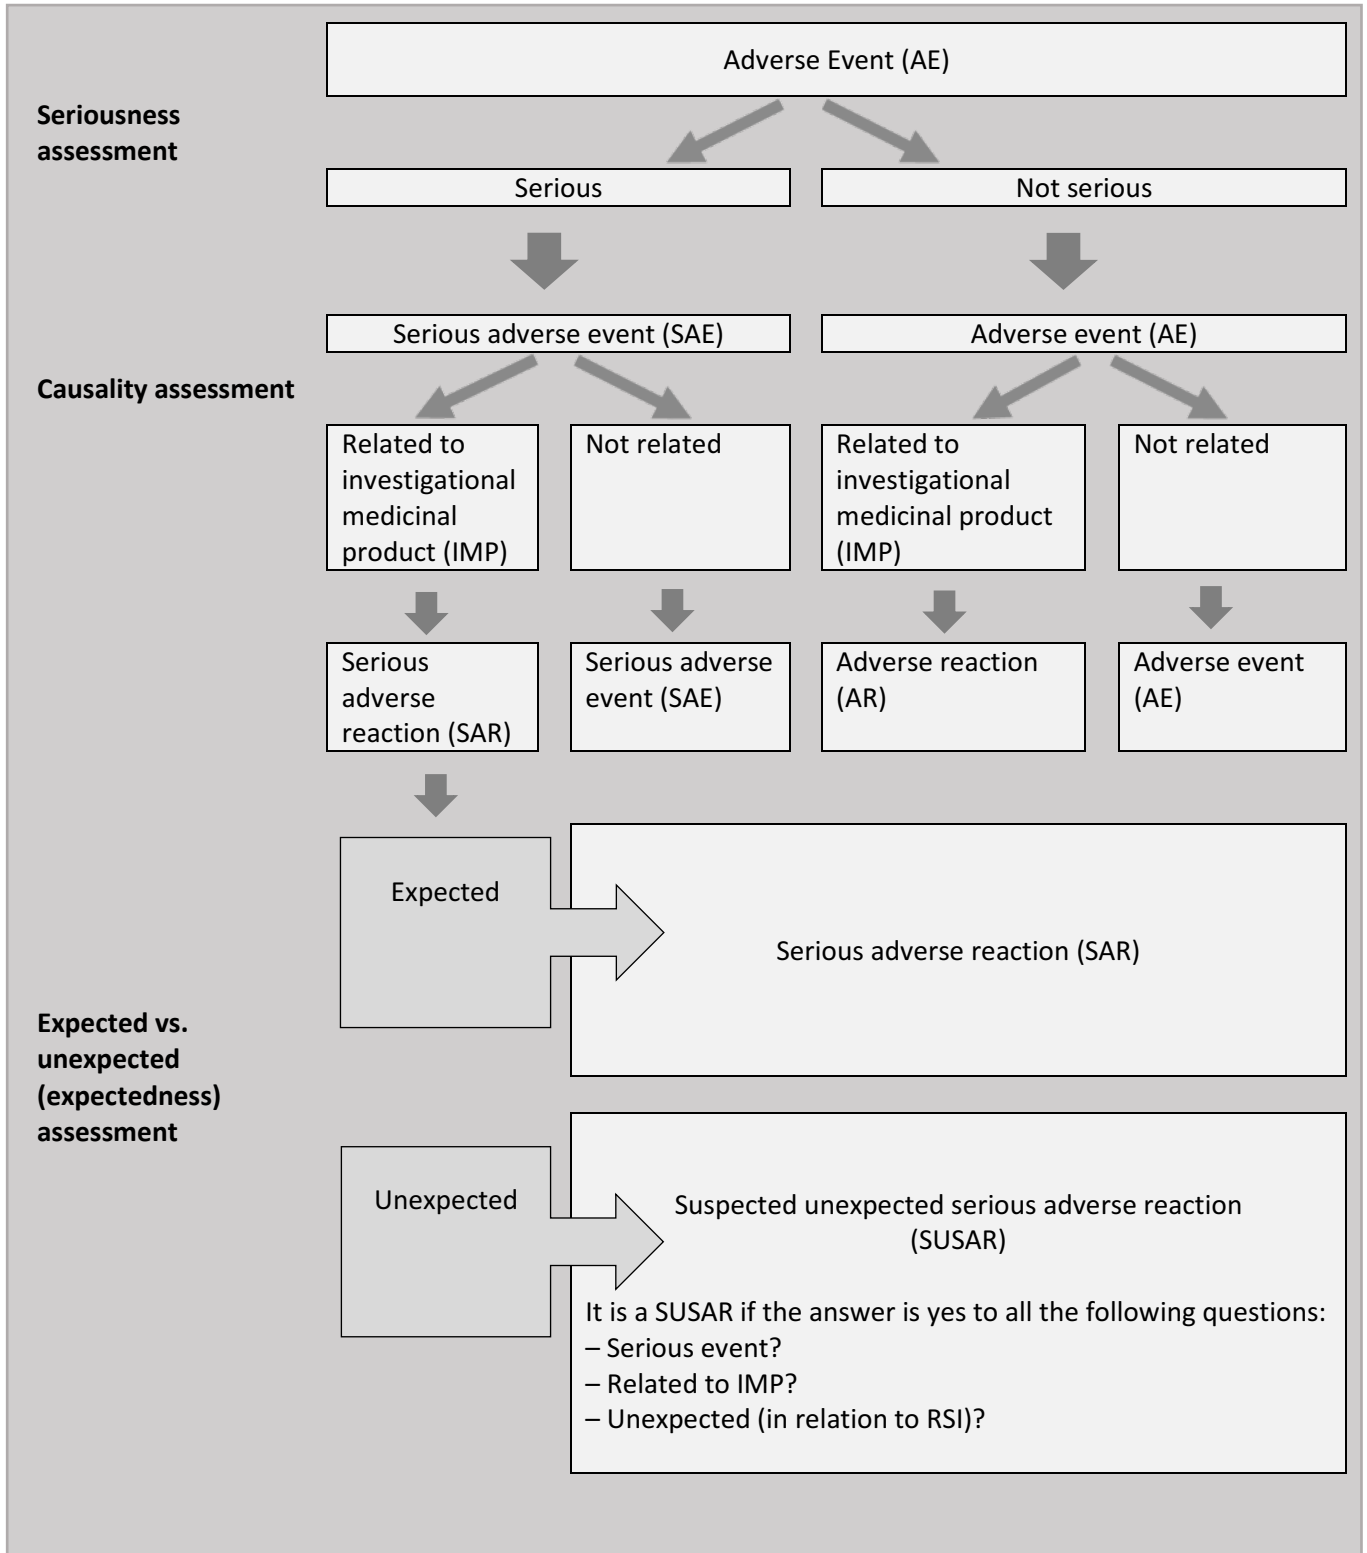 Adverse Event (AE)
Seriousness
assessment
Serious
Not serious
Serious adverse event (SAE)
Adverse event (AE)
Causality assessment
Related to
investigational
medicinal
product (IMP)
Not related
Related to
investigational
medicinal product
(IMP)
Not related
Serious
adverse
reaction (SAR)
Serious adverse
event (SAE)
Adverse reaction
(AR)
Adverse event
(AE)
Expected vs.
unexpected
(expectedness)
assessment
Expected
Serious adverse reaction (SAR)
Unexpected
Suspected unexpected serious adverse reaction
(SUSAR)
It is a SUSAR if the answer is yes to all the following questions:
– Serious event?
– Related to IMP?
– Unexpected (in relation to RSI)?